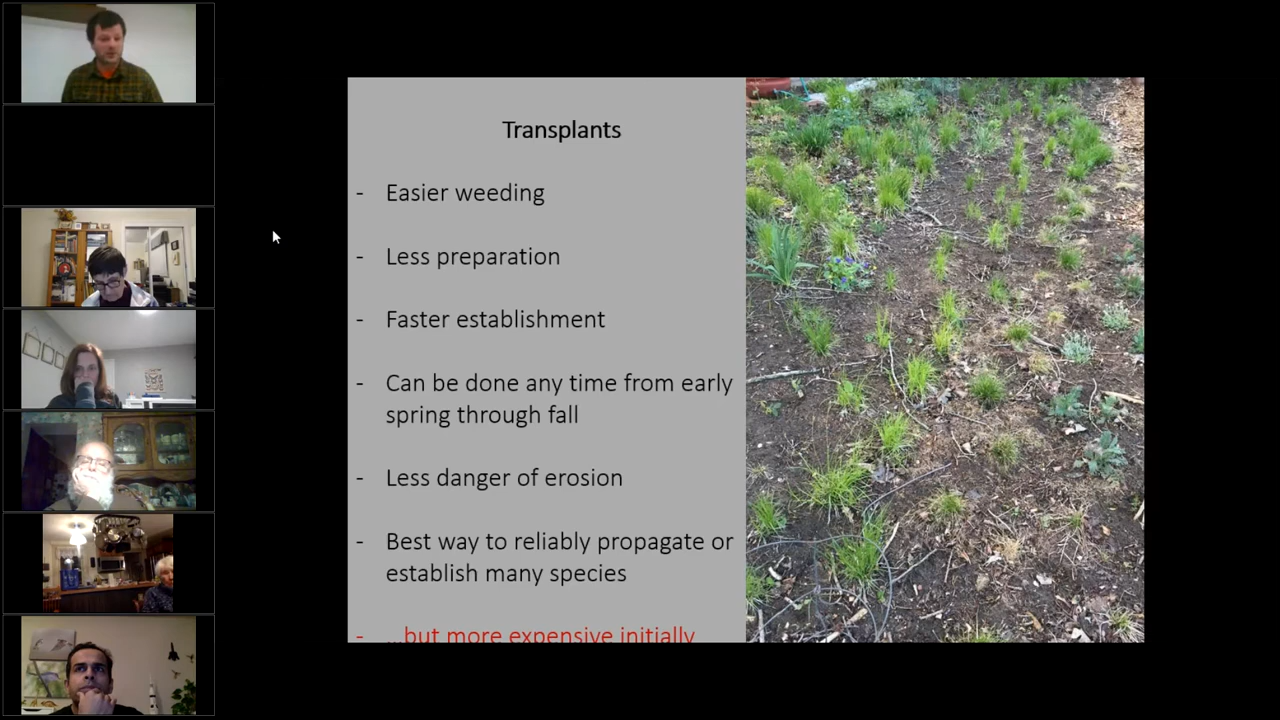 Transplants
- Easier weeding
- Less preparation
- Faster establishment
- Can be done any time from early
spring through fall
- Less danger of erosion
- Best way to reliably propagate or
establish many species
- ...but more expensive initially